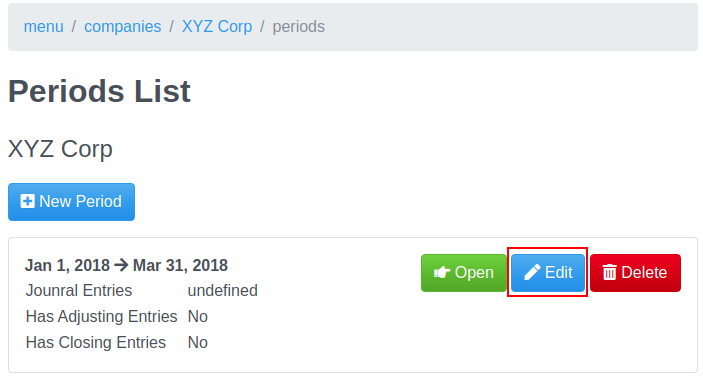 menu / companies / XYZ Corp / periods
Periods List
XYZ Corp
New Period
Jan 1, 2018 → Mar 31, 2018
Open Edit Delete
Jounral Entries undefined
Has Adjusting Entries No
Has Closing Entries No